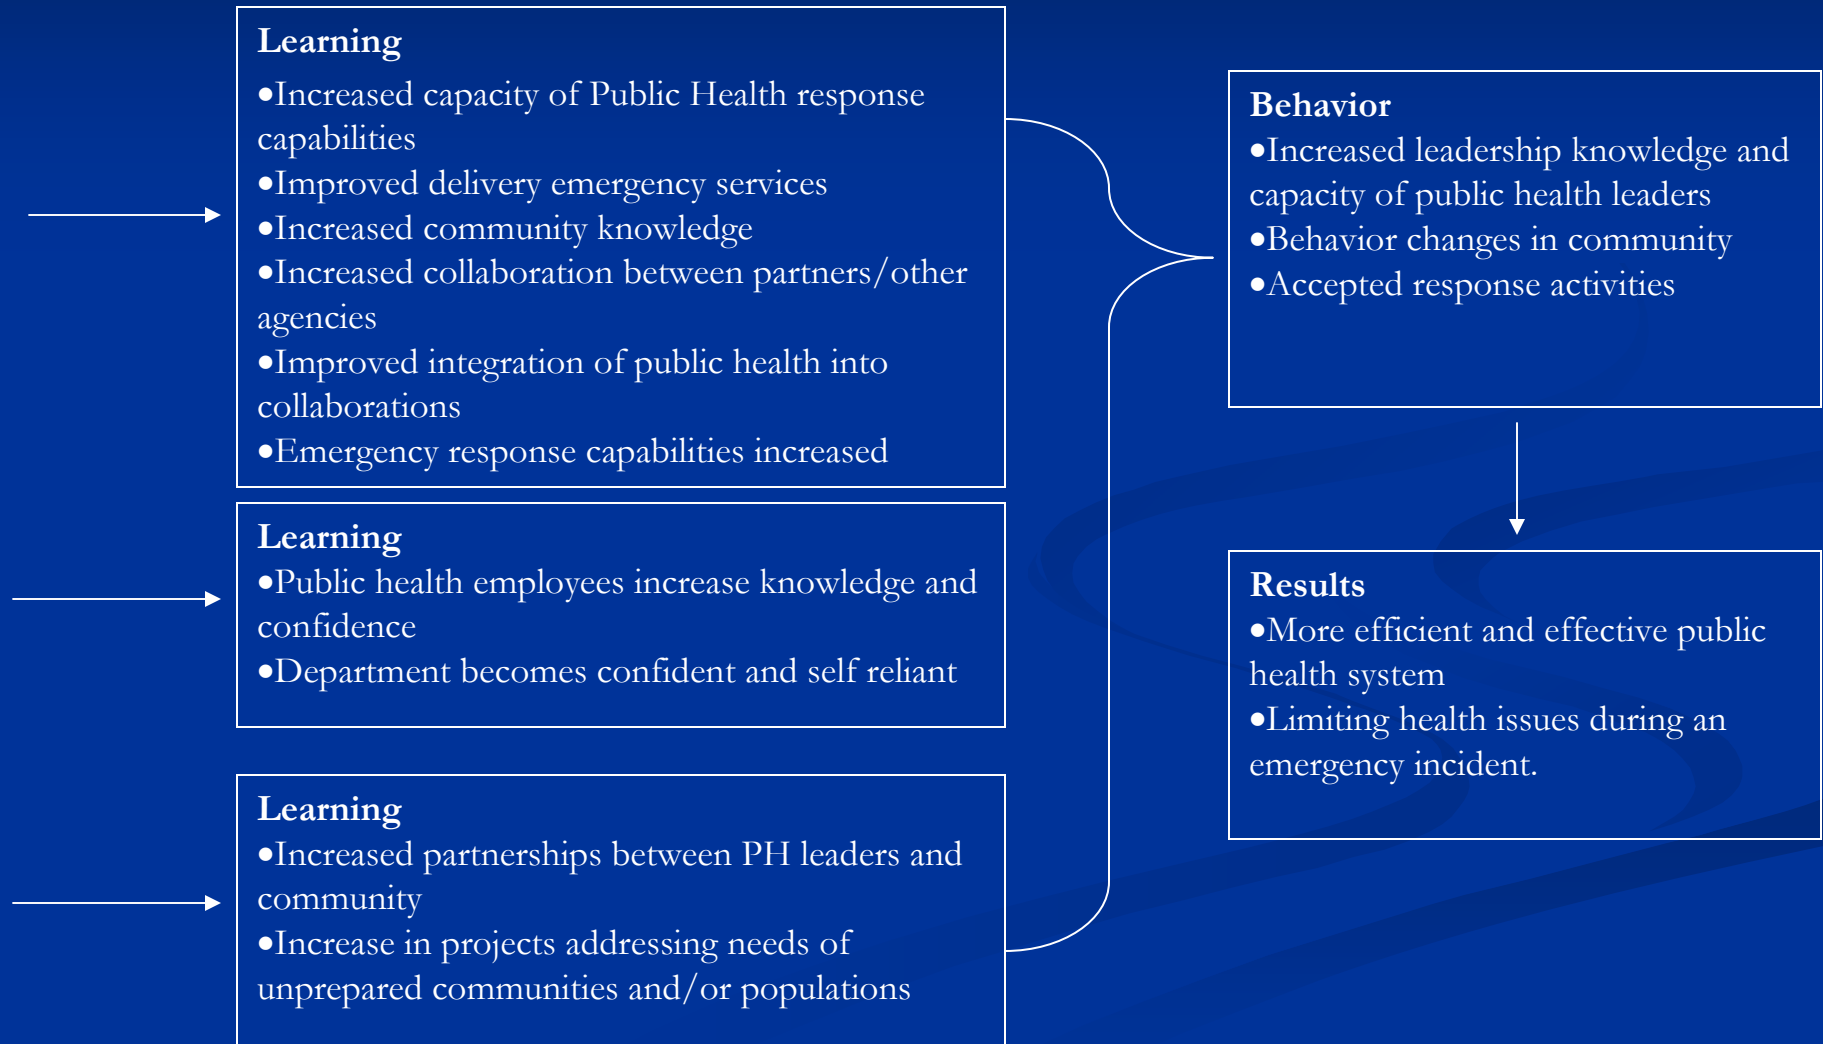 Learning
•Increased capacity of Public Health response
capabilities
•Improved delivery emergency services
•Increased community knowledge
•Increased collaboration between partners/other
agencies
•Improved integration of public health into
collaborations
•Emergency response capabilities increased
Learning
•Public health employees increase knowledge and
confidence
•Department becomes confident and self reliant
Learning
•Increased partnerships between PH leaders and
community
•Increase in projects addressing needs of
unprepared communities and/or populations
Behavior
•Increased leadership knowledge and
capacity of public health leaders
•Behavior changes in community
•Accepted response activities
Results
•More efficient and effective public
health system
•Limiting health issues during an
emergency incident.